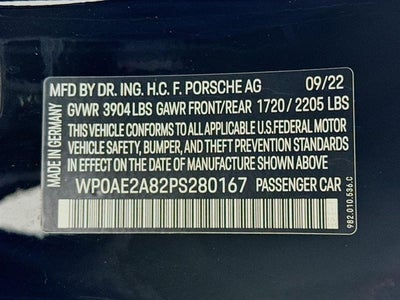 MFD BY DR. ING. H.C. F. PORSCHE AG 09/22
GVWR 3904 LBS GAWR FRONT/REAR 1720 / 2205 LBS
THIS VEHICLE CONFORMS TO ALL APPLICABLE
U.S.FEDERAL MOTOR
VEHICLE SAFETY, BUMPER, AND THEFT PREVENTION STANDARDS
IN EFFECT ON THE DATE OF MANUFACTURE SHOWN ABOVE.
WP0AE2A82PS280167 PASSENGER CAR
MADE IN GERMANY
982.010.536.C